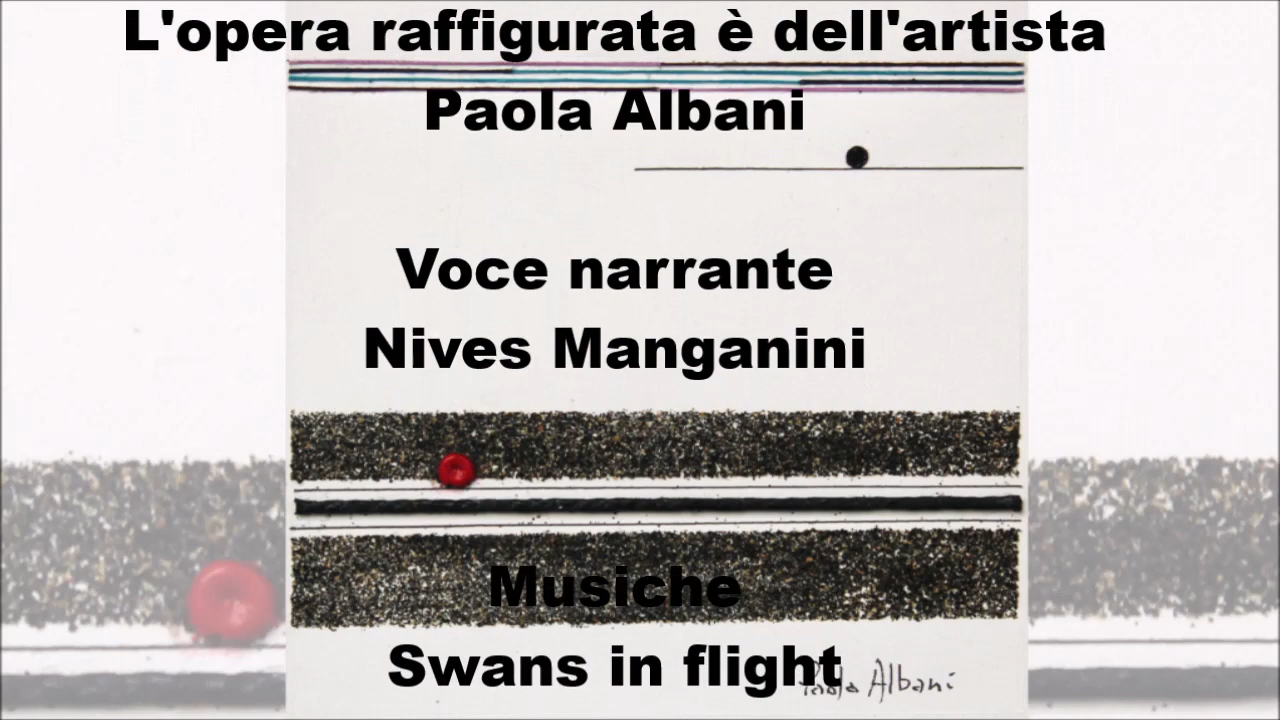 L'opera raffigurata è dell'artista
Paola Albani
Voce narrante
Nives Manganini
Musiche
Swans in flight
Paola Albani